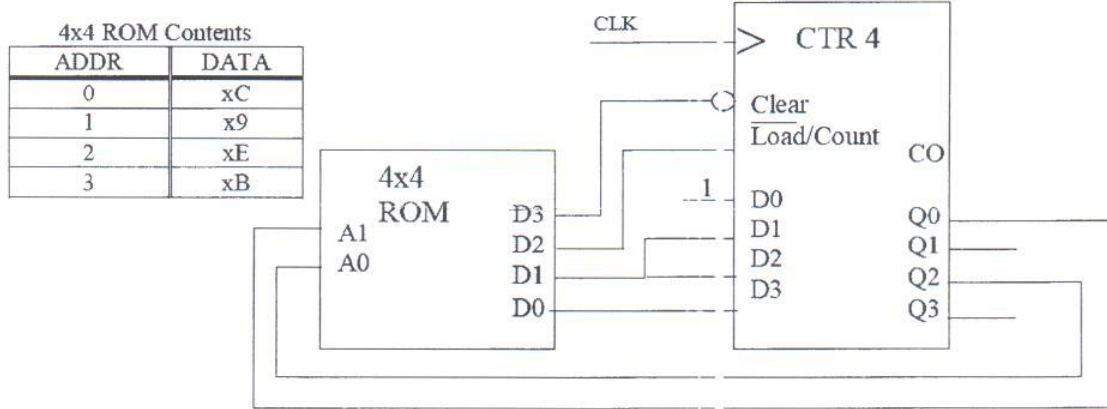 4x4 ROM Contents
ADDR DATA
0 xC
1 x9
2 xE
3 xB
CLK
CTR 4
Clear
Load/Count
CO
1
D0
D1
D2
D3
Q0
Q1
Q2
Q3
4x4
ROM
A1
A0
D3
D2
D1
D0